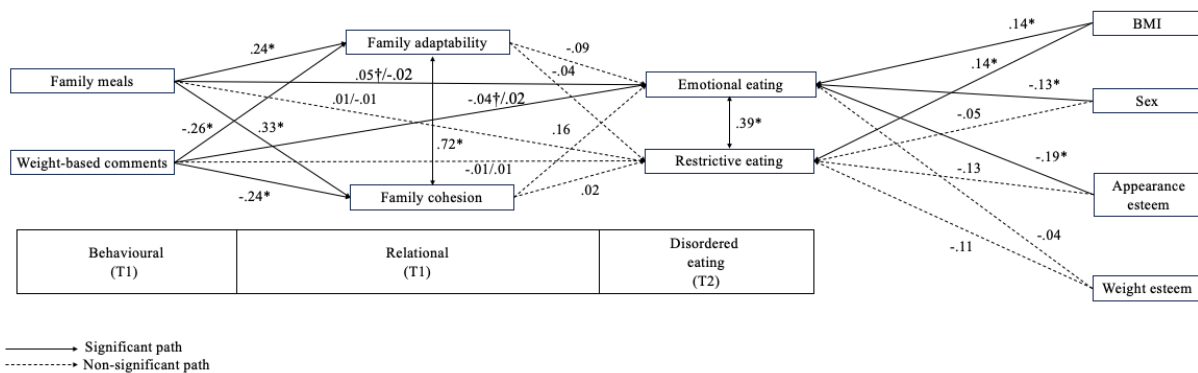 BMI
.14*
Family adaptability
.24*
-.09
.14*
Family meals
.05†/-.02
-.04
Emotional eating
-.13*
Sex
.01/-.01
-.04†/.02
-.05
-.26*
.33*
.16
.39*
.72*
-.19*
Weight-based comments
Restrictive eating
-.01/.01
-.13
-.24*
Family cohesion
.02
Appearance
esteem
-.04
-.11
Behavioural
(T1)
Relational
(T1)
Disordered
eating
(T2)
Weight esteem
Significant path
Non-significant path